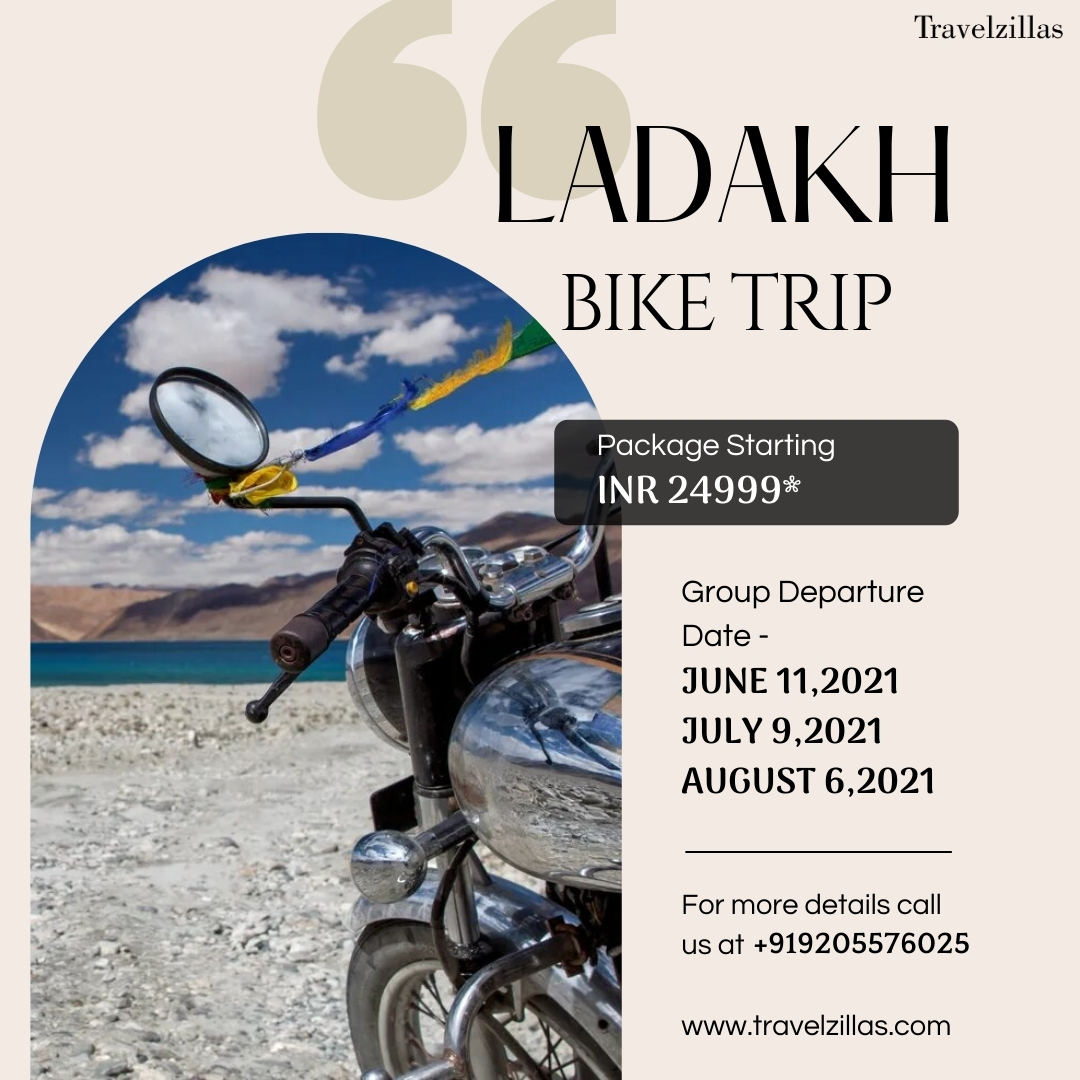 Travelzillas
LADAKH
BIKE TRIP
Package Starting
INR 24999*
Group Departure
Date -
JUNE 11,2021
JULY 9,2021
AUGUST 6,2021
For more details call
us at +919205576025
www.travelzillas.com